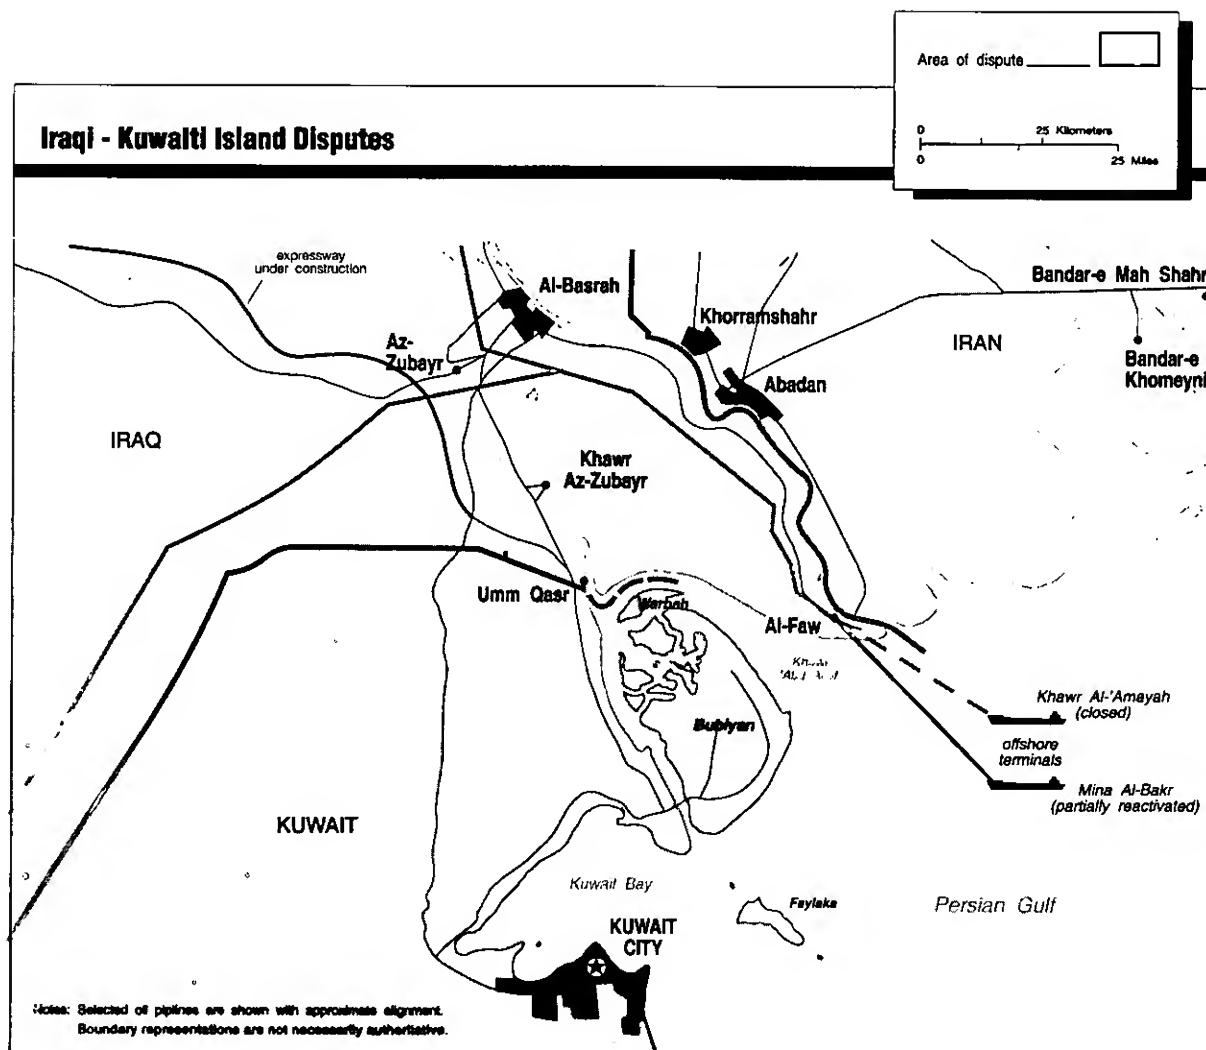 Area of dispute
0 25 Kilometers
0 25 Miles
Iraqi - Kuwaiti Island Disputes
expressway
under construction
Al-Basrah
Az-
Zubayr
Khorramshahr
Abadan
IRAN
Bandar-e Mah Shahr
Bandar-e
Khomeyni
IRAQ
Khawr
Az-Zubayr
Umm Qasr
Warbah
Al-Faw
Bubiyan
Khawr Al-'Amayah
(closed)
offshore
terminals
Mina Al-Bakr
(partially reactivated)
KUWAIT
Kuwait Bay
Faylaka
Persian Gulf
KUWAIT
CITY
Notes: Selected oil piplines are shown with approximate alignment.
Boundary representations are not necessarily authoritative.